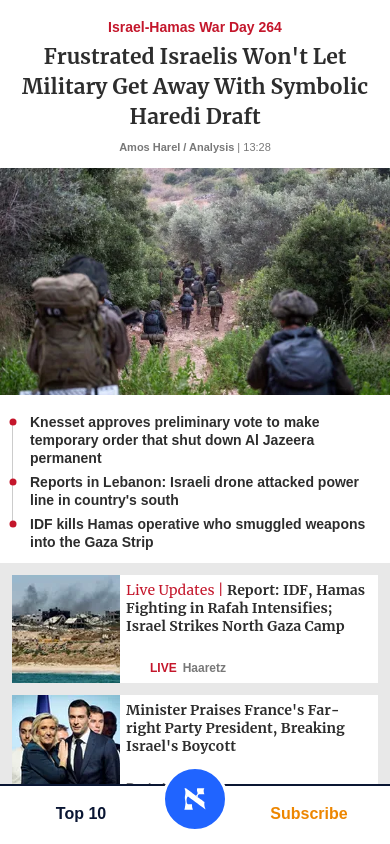 Israel-Hamas War Day 264
Frustrated Israelis Won't Let
Military Get Away With Symbolic
Haredi Draft
Amos Harel / Analysis | 13:28
Knesset approves preliminary vote to make
temporary order that shut down Al Jazeera
permanent
Reports in Lebanon: Israeli drone attacked power
line in country's south
IDF kills Hamas operative who smuggled weapons
into the Gaza Strip
Live Updates | Report: IDF, Hamas
Fighting in Rafah Intensifies;
Israel Strikes North Gaza Camp
LIVE Haaretz
Minister Praises France's Far-
right Party President, Breaking
Israel's Boycott
Top 10
א
Subscribe